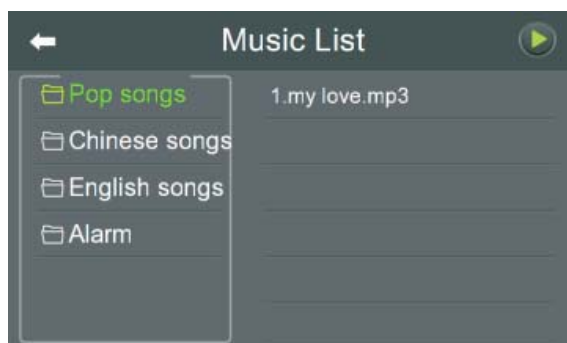 Music List
Pop songs
Chinese songs
English songs
Alarm
1.my love.mp3